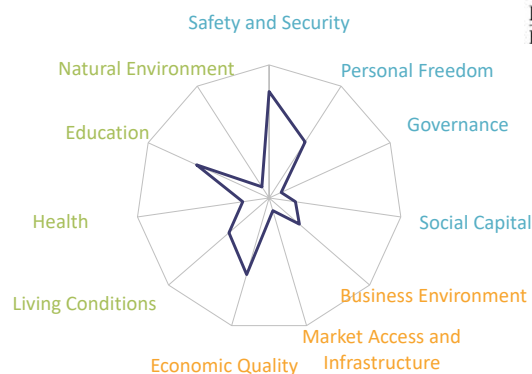 Safety and Security
Natural Environment
Personal Freedom
Education
Governance
Health
Social Capital
Living Conditions
Business Environment
Market Access and
Infrastructure
Economic Quality